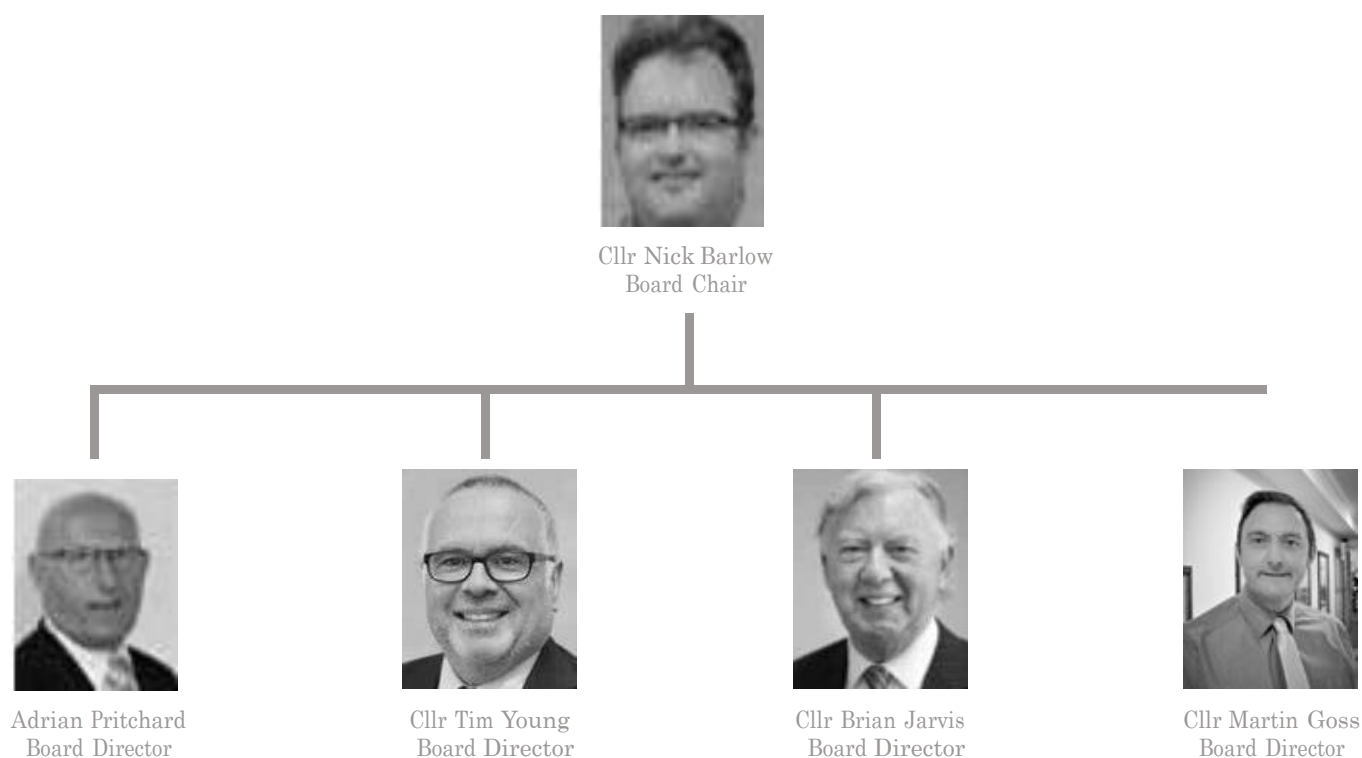 Cllr Nick Barlow
Board Chair
Adrian Pritchard
Board Director
Cllr Tim Young
Board Director
Cllr Brian Jarvis
Board Director
Cllr Martin Goss
Board Director